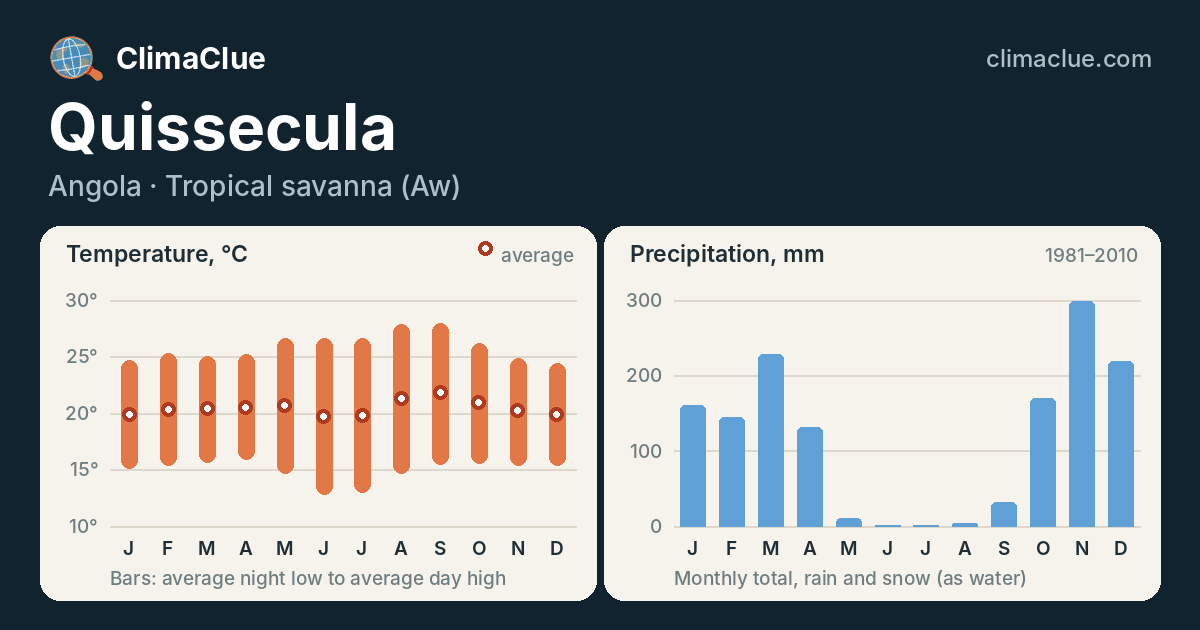 ClimaClue
climaclue.com
Quissecula
Angola · Tropical savanna (Aw)
Temperature, °C
average
30°
25°
20°
15°
10°
J F M A M J J A S O N D
Bars: average night low to average day high
Precipitation, mm
1981–2010
300
200
100
0
J F M A M J J A S O N D
Monthly total, rain and snow (as water)